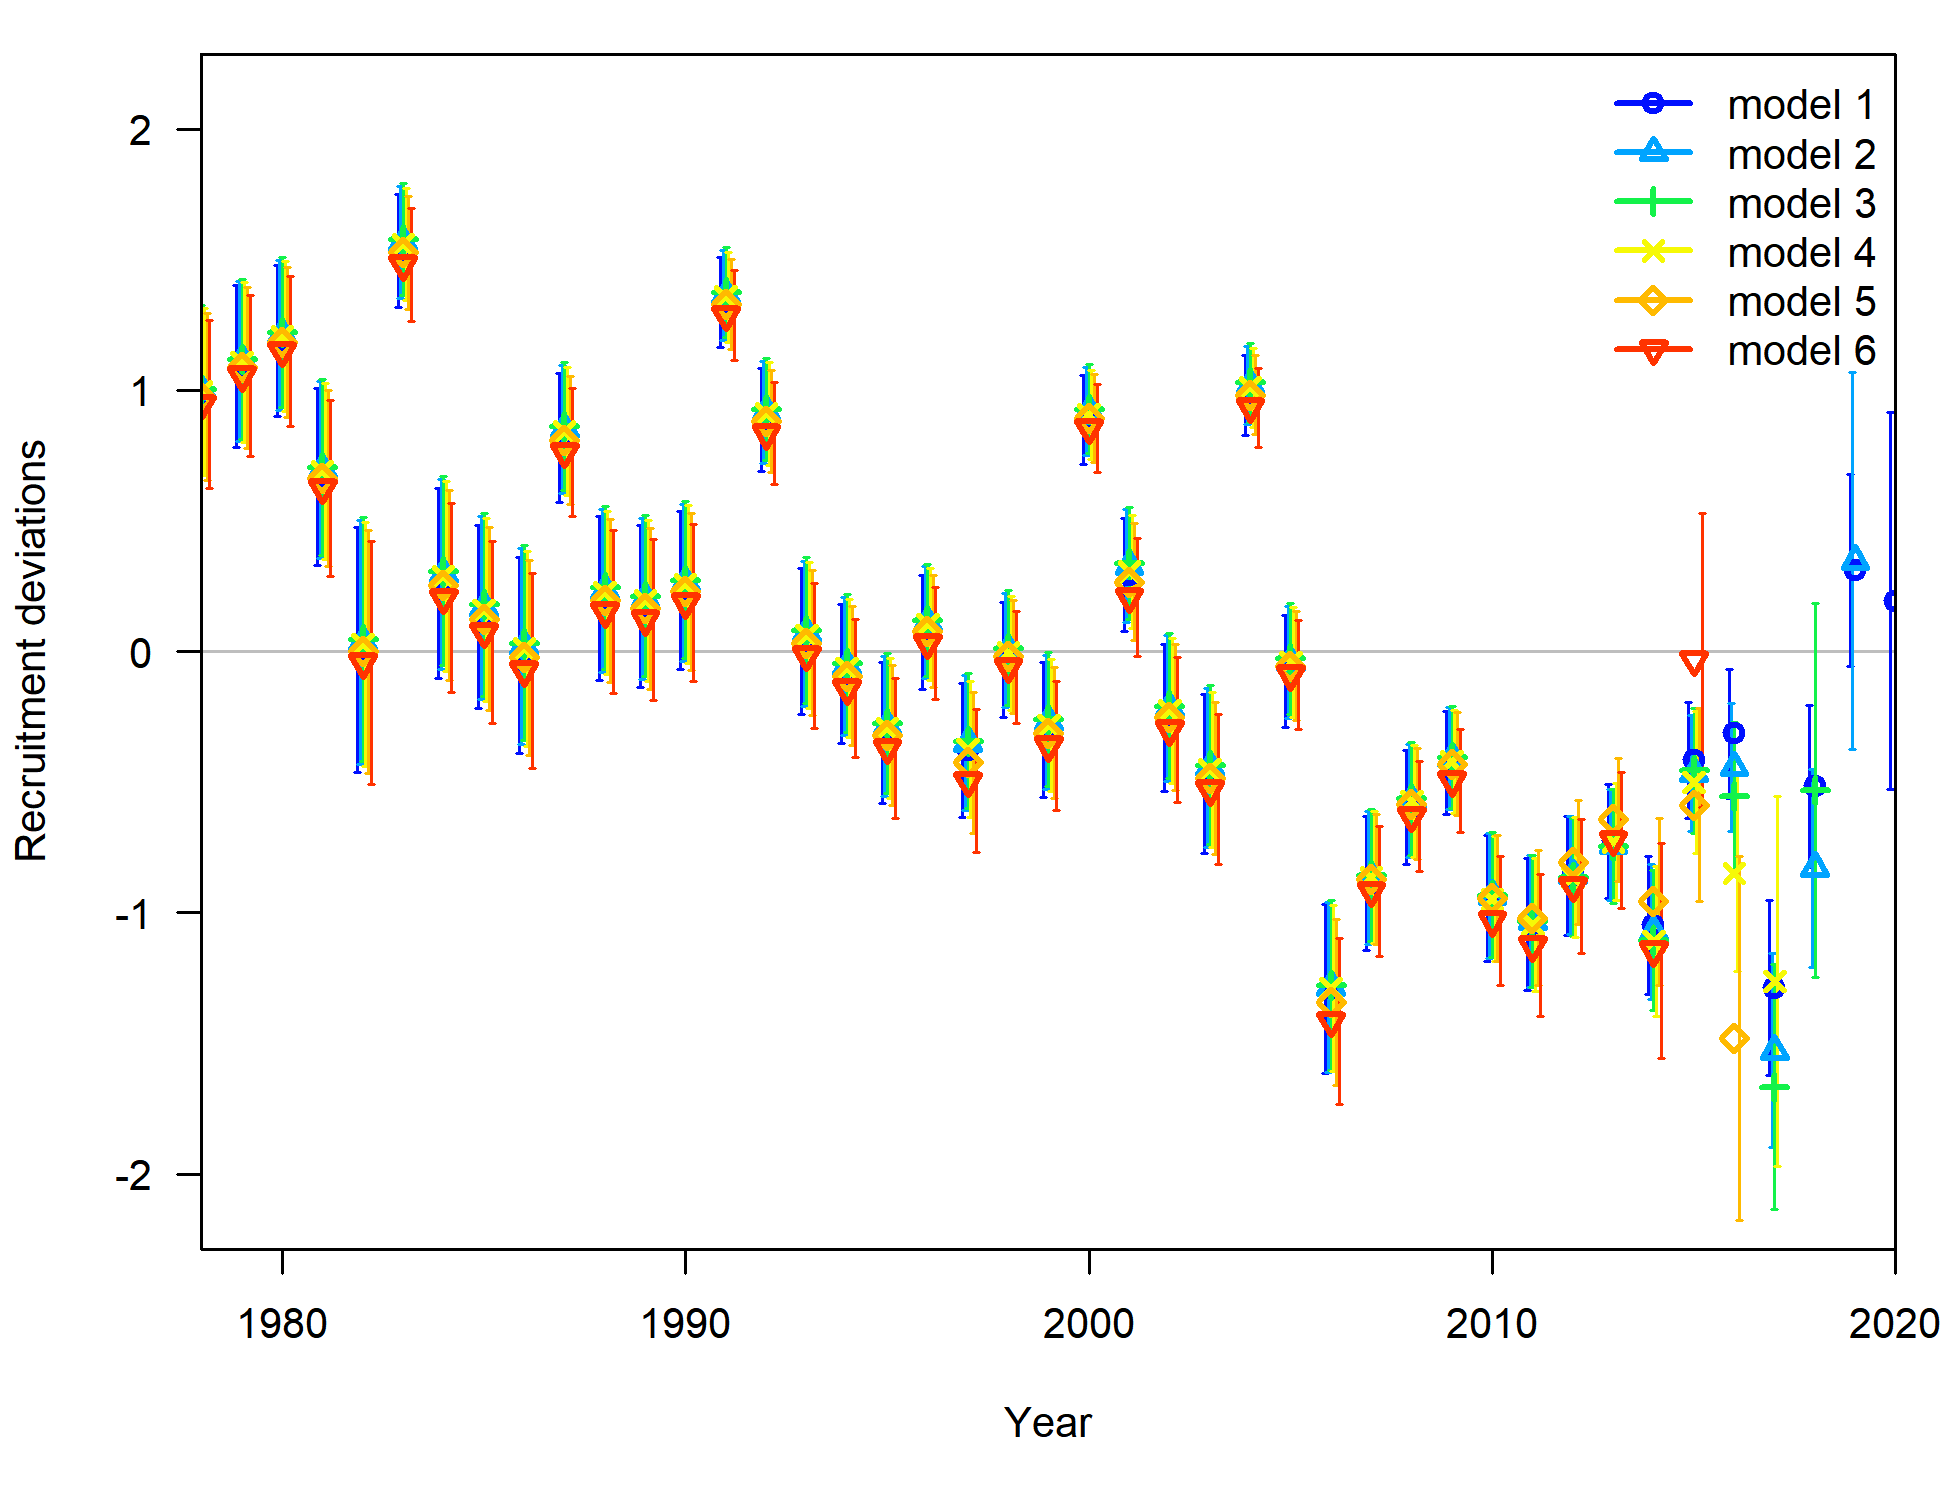 model 1
model 2
model 3
model 4
model 5
model 6
2
1
0
-1
-2
Recruitment deviations
1980 1990 2000 2010 2020
Year